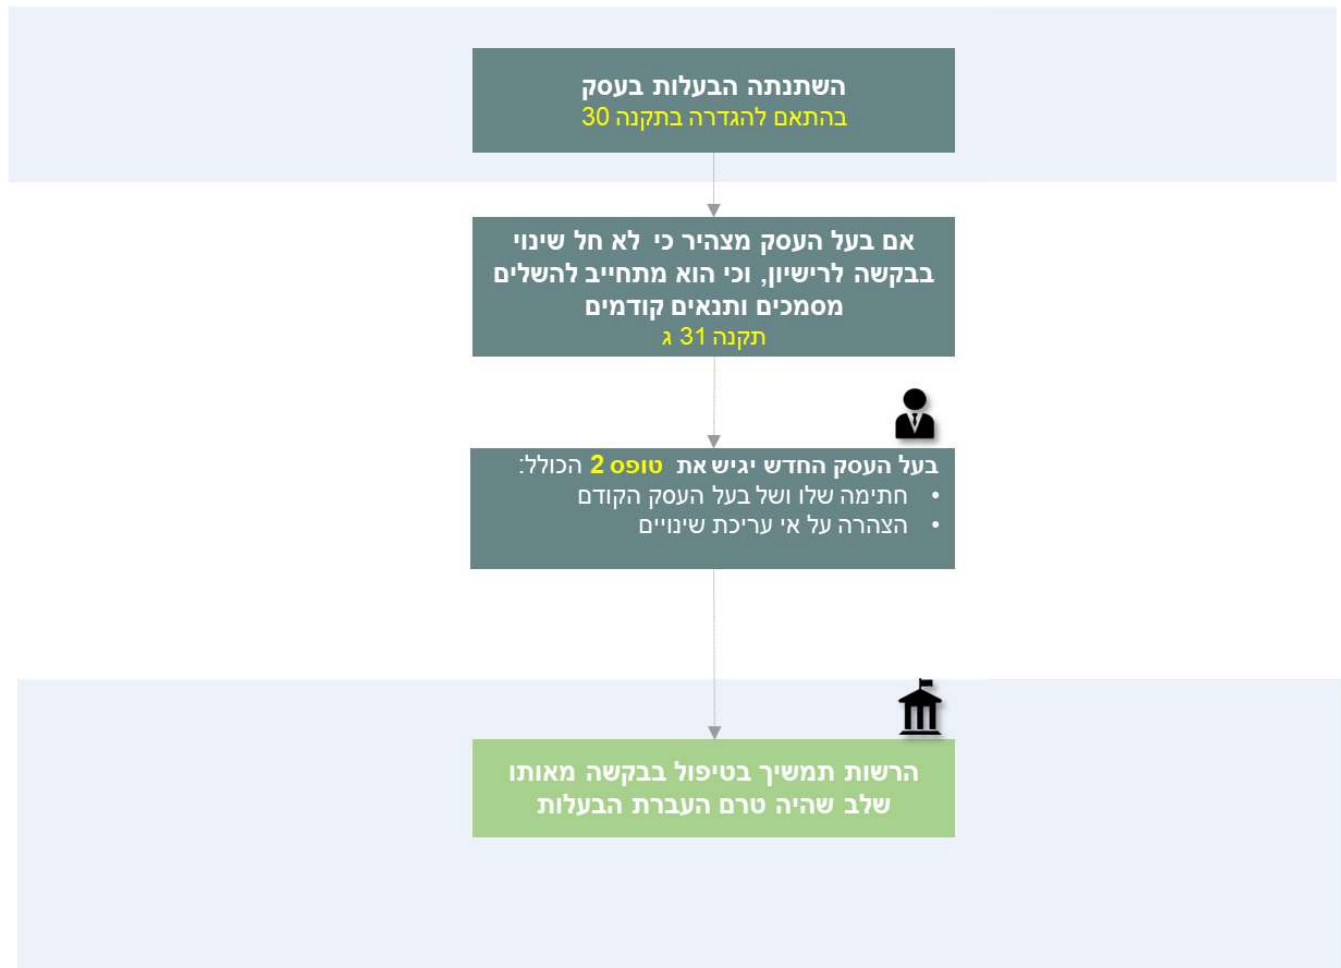 השתנתה הבעלות בעסק
בהתאם להגדרה בתקנה 30
אם בעל העסק מצהיר כי לא חל שינוי
בבקשה לרישיון, וכי הוא מתחייב להשלים
מסמכים ותנאים קודמים
תקנה 31 ג
בעל העסק החדש יגיש את טופס 2 הכולל:
• חתימה שלו ושל בעל העסק הקודם
• הצהרה על אי עריכת שינויים
הרשות תמשיך בטיפול בבקשה מאותו
שלב שהיה טרם העברת הבעלות